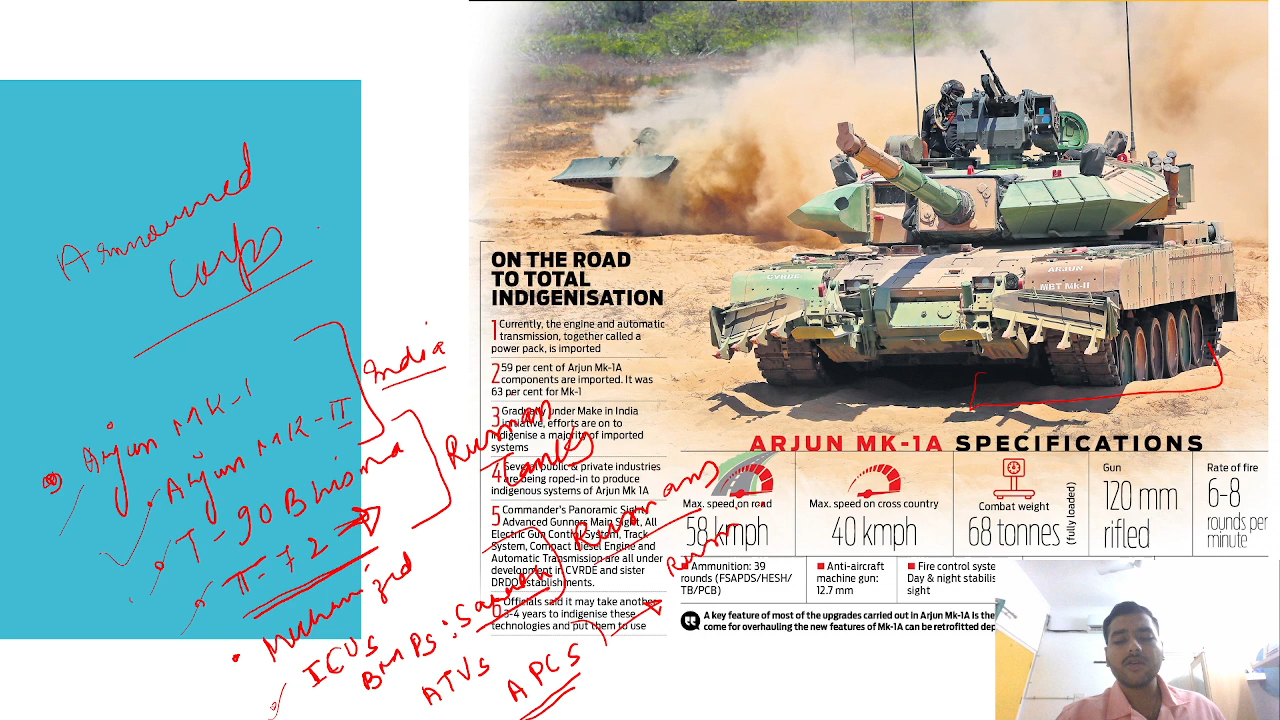 Armoured
Corps
Arjun MK-I
Arjun MK-II
T-90 Bhisma
T-72
India
Russian
Tanks
Mechanized
ICVs
BMPs :
ATVs
APCs
Russians
ON THE ROAD
TO TOTAL
INDIGENISATION
1 Currently, the engine and automatic
transmission, together called a
power pack, is imported
2 59 per cent of Arjun Mk-1A
components are imported. It was
63 per cent for Mk-1
3 Gradually under Make in India
initiative, efforts are on to
indigenise a majority of imported
systems
4 Several public & private industries
are being roped-in to produce
indigenous systems of Arjun Mk 1A
5 Commander's Panoramic Sight,
Advanced Gunners Main Sight, All
Electric Gun Control System, Track
System, Compact Diesel Engine and
Automatic Transmission are all under
development in CVRDE and sister
DRDO establishments.
6 Officials said it may take another
3-4 years to indigenise these
technologies and put them to use
CVRDE
ARJUN
MBT Mk-II
ARJUN MK-1A SPECIFICATIONS
Max. speed on road
58 kmph
Max. speed on cross country
40 kmph
Combat weight
68 tonnes (fully loaded)
Gun
120 mm
rifled
Rate of fire
6-8
rounds per
minute
Ammunition: 39
rounds (FSAPDS/HESH/
TB/PCB)
Anti-aircraft
machine gun:
12.7 mm
Fire control syste
Day & night stabilis
sight
A key feature of most of the upgrades carried out in Arjun Mk-1A is the
come for overhauling the new features of Mk-1A can be retrofitted dep